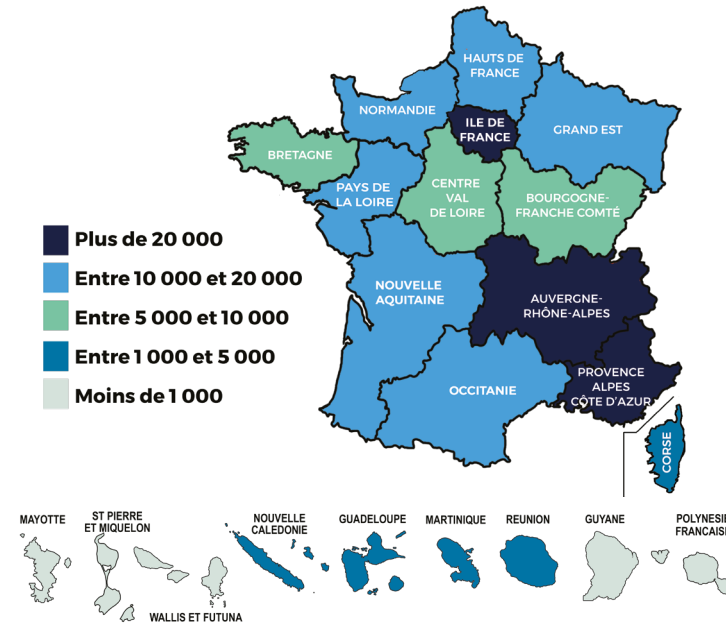 HAUTS DE
FRANCE
NORMANDIE
ILE DE
FRANCE
GRAND EST
BRETAGNE
PAYS DE
LA LOIRE
CENTRE
VAL
DE LOIRE
BOURGOGNE-
FRANCHE COMTÉ
Plus de 20 000
Entre 10 000 et 20 000
Entre 5 000 et 10 000
Entre 1 000 et 5 000
Moins de 1 000
NOUVELLE
AQUITAINE
AUVERGNE-
RHÔNE-ALPES
OCCITANIE
PROVENCE
ALPES
CÔTE D'AZUR
CORSE
MAYOTTE
ST PIERRE
ET MIQUELON
WALLIS ET FUTUNA
NOUVELLE
CALEDONIE
GUADELOUPE
MARTINIQUE
REUNION
GUYANE
POLYNESIE
FRANCAISE